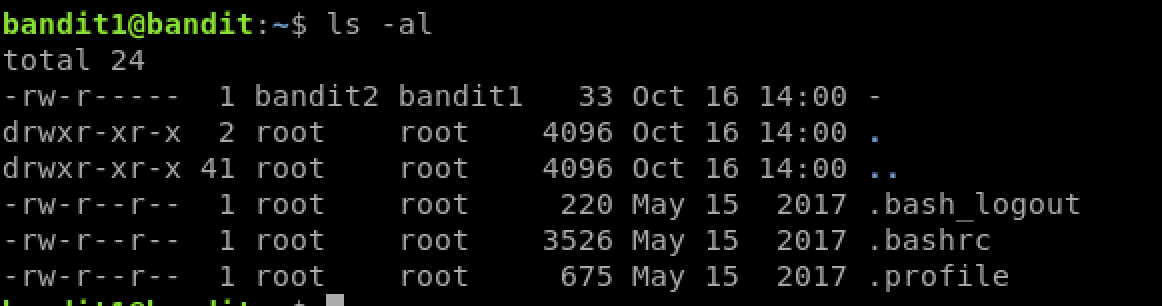 bandit1@bandit:~$ ls -al
total 24
-rw-r-----  1 bandit2 bandit1   33 Oct 16 14:00 -
drwxr-xr-x  2 root    root    4096 Oct 16 14:00 .
drwxr-xr-x 41 root    root    4096 Oct 16 14:00 ..
-rw-r--r--  1 root    root     220 May 15  2017 .bash_logout
-rw-r--r--  1 root    root    3526 May 15  2017 .bashrc
-rw-r--r--  1 root    root     675 May 15  2017 .profile